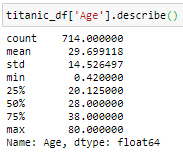 titanic_df['Age'].describe()
count 714.000000
mean 29.699118
std 14.526497
min 0.420000
25% 20.125000
50% 28.000000
75% 38.000000
max 80.000000
Name: Age, dtype: float64